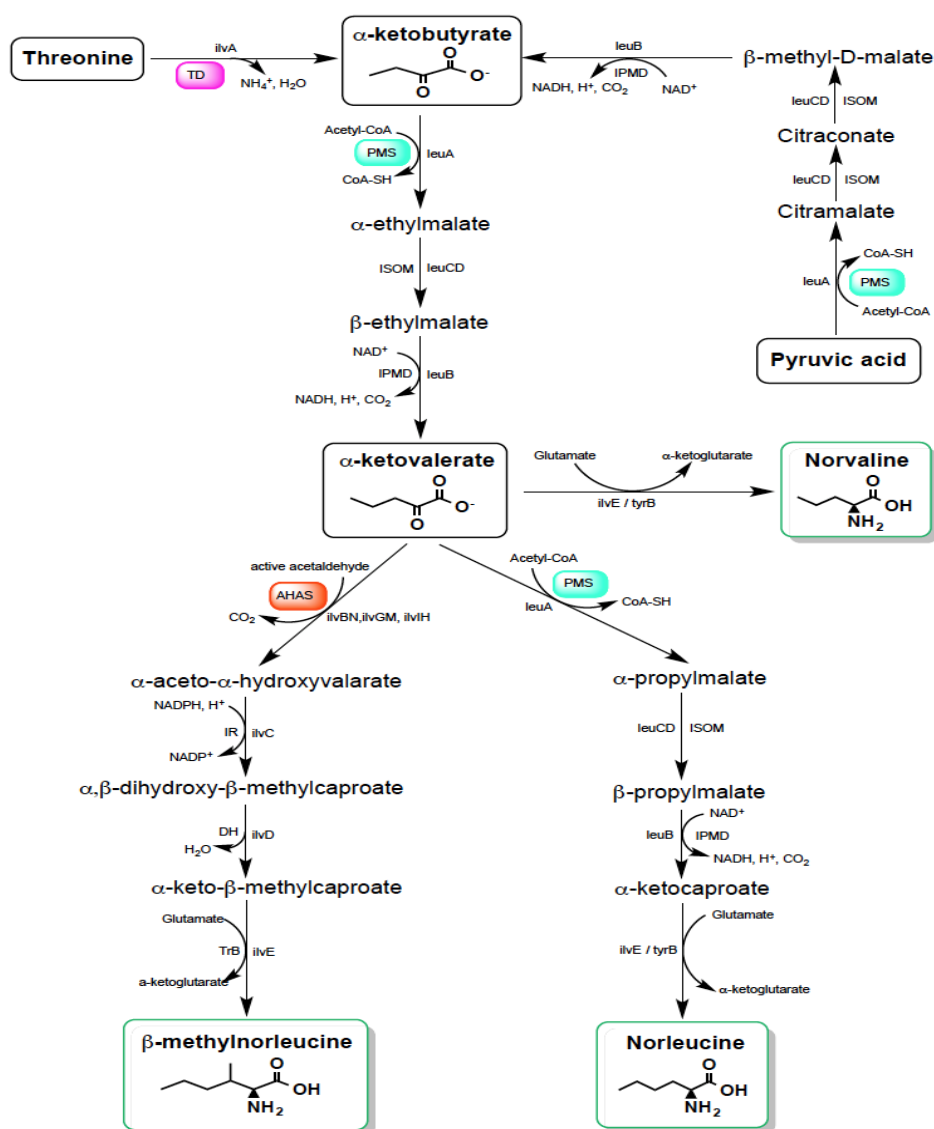 Threonine
ilvA
TD
NH₄⁺, H₂O
α-ketobutyrate
O
O⁻
O
leuB
IPMD
NADH, H⁺, CO₂
NAD⁺
β-methyl-D-malate
leuCD
ISOM
Citraconate
leuCD
ISOM
Citramalate
CoA-SH
leuA
PMS
Acetyl-CoA
Pyruvic acid
Acetyl-CoA
PMS
leuA
CoA-SH
α-ethylmalate
ISOM
leuCD
β-ethylmalate
NAD⁺
IPMD
leuB
NADH, H⁺, CO₂
α-ketovalerate
O
O⁻
O
Glutamate
α-ketoglutarate
ilvE / tyrB
Norvaline
O
OH
NH₂
active acetaldehyde
AHAS
CO₂
ilvBN,ilvGM, ilvIH
Acetyl-CoA
PMS
leuA
CoA-SH
α-aceto-α-hydroxyvalarate
NADPH, H⁺
IR
ilvC
NADP⁺
α,β-dihydroxy-β-methylcaproate
DH
ilvD
H₂O
α-keto-β-methylcaproate
Glutamate
TrB
ilvE
a-ketoglutarate
β-methylnorleucine
O
OH
NH₂
α-propylmalate
leuCD
ISOM
β-propylmalate
NAD⁺
leuB
IPMD
NADH, H⁺, CO₂
α-ketocaproate
Glutamate
ilvE / tyrB
α-ketoglutarate
Norleucine
O
OH
NH₂